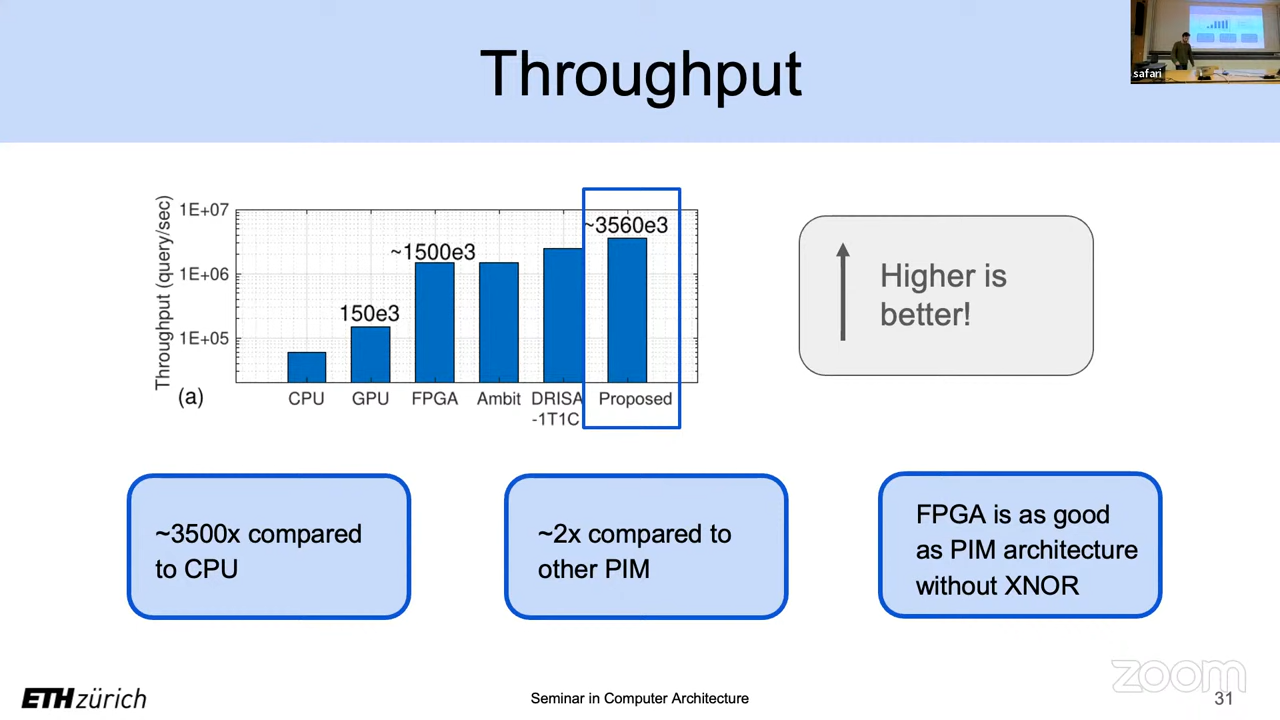 Throughput
safari
Throughput (query/sec)
1E+07
1E+06
1E+05
~3560e3
~1500e3
150e3
(a)
CPU
GPU
FPGA
Ambit
DRISA
-1T1C
Proposed
Higher is
better!
~3500x compared
to CPU
~2x compared to
other PIM
FPGA is as good
as PIM architecture
without XNOR
ETH zürich
Seminar in Computer Architecture
zoom
31